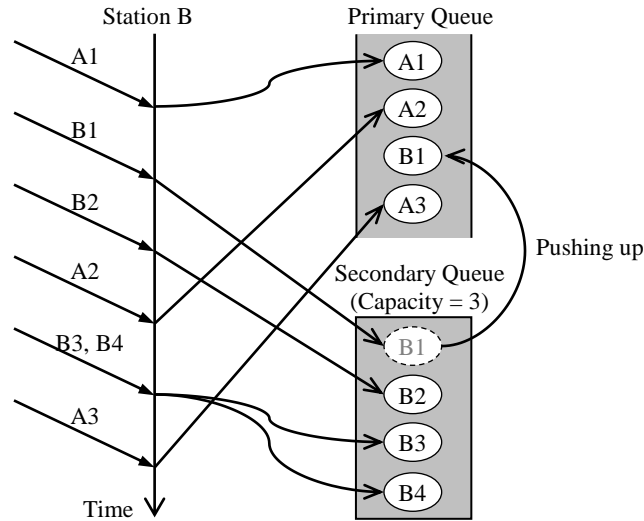 Station B
Primary Queue
A1
B1
B2
A2
B3, B4
A3
Time
A1
A2
B1
A3
Pushing up
Secondary Queue
(Capacity = 3)
B1
B2
B3
B4